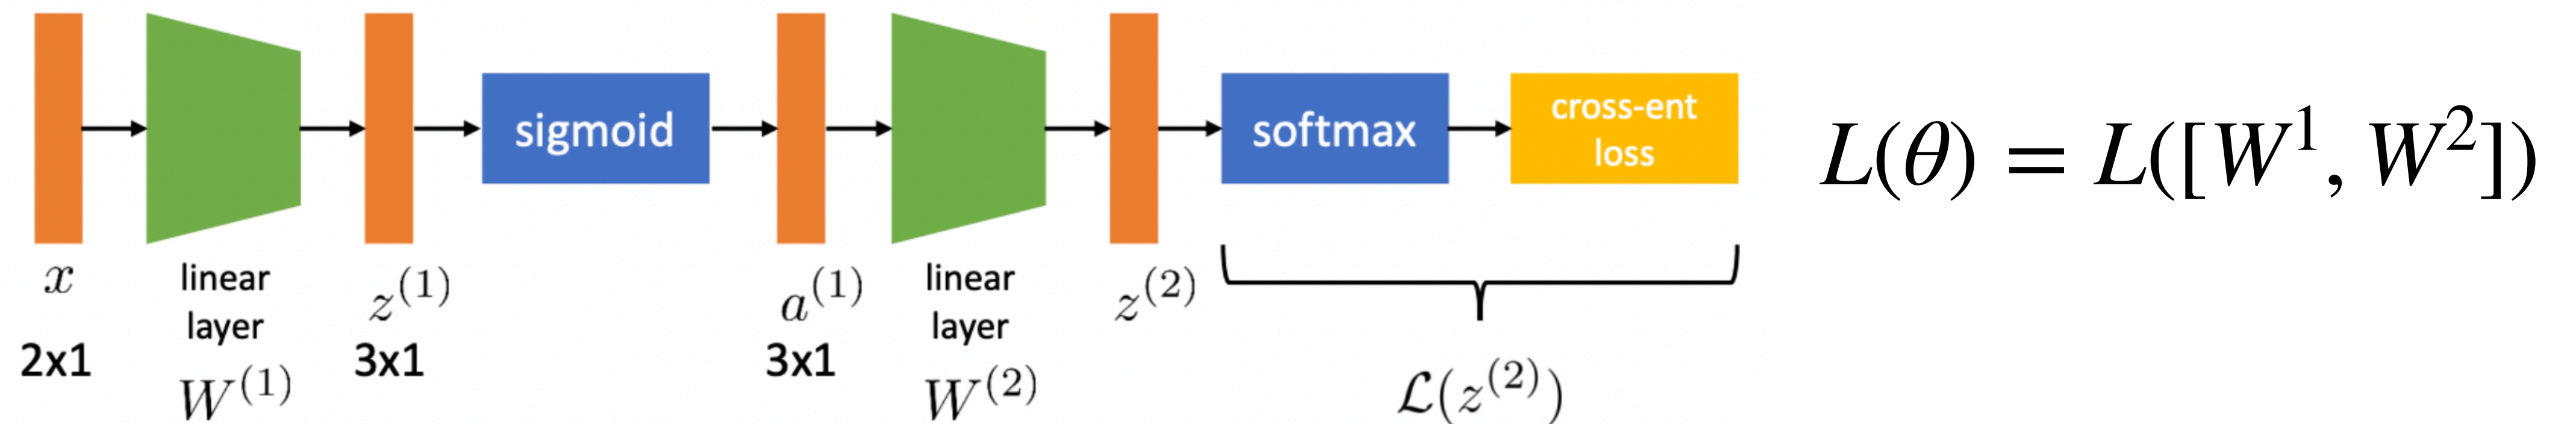 sigmoid
softmax
cross-ent
loss
L(θ) = L([W¹, W²])
x
linear
layer
W⁽¹⁾
z⁽¹⁾
a⁽¹⁾
linear
layer
W⁽²⁾
z⁽²⁾
2x1
3x1
3x1
ℒ(z⁽²⁾)